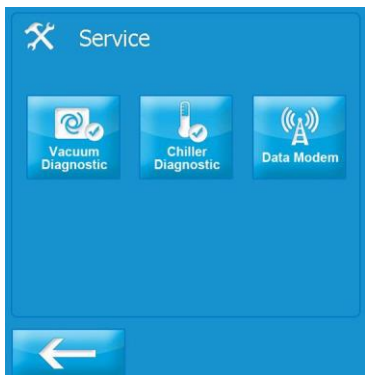 Service
Vacuum
Diagnostic
Chiller
Diagnostic
Data Modem